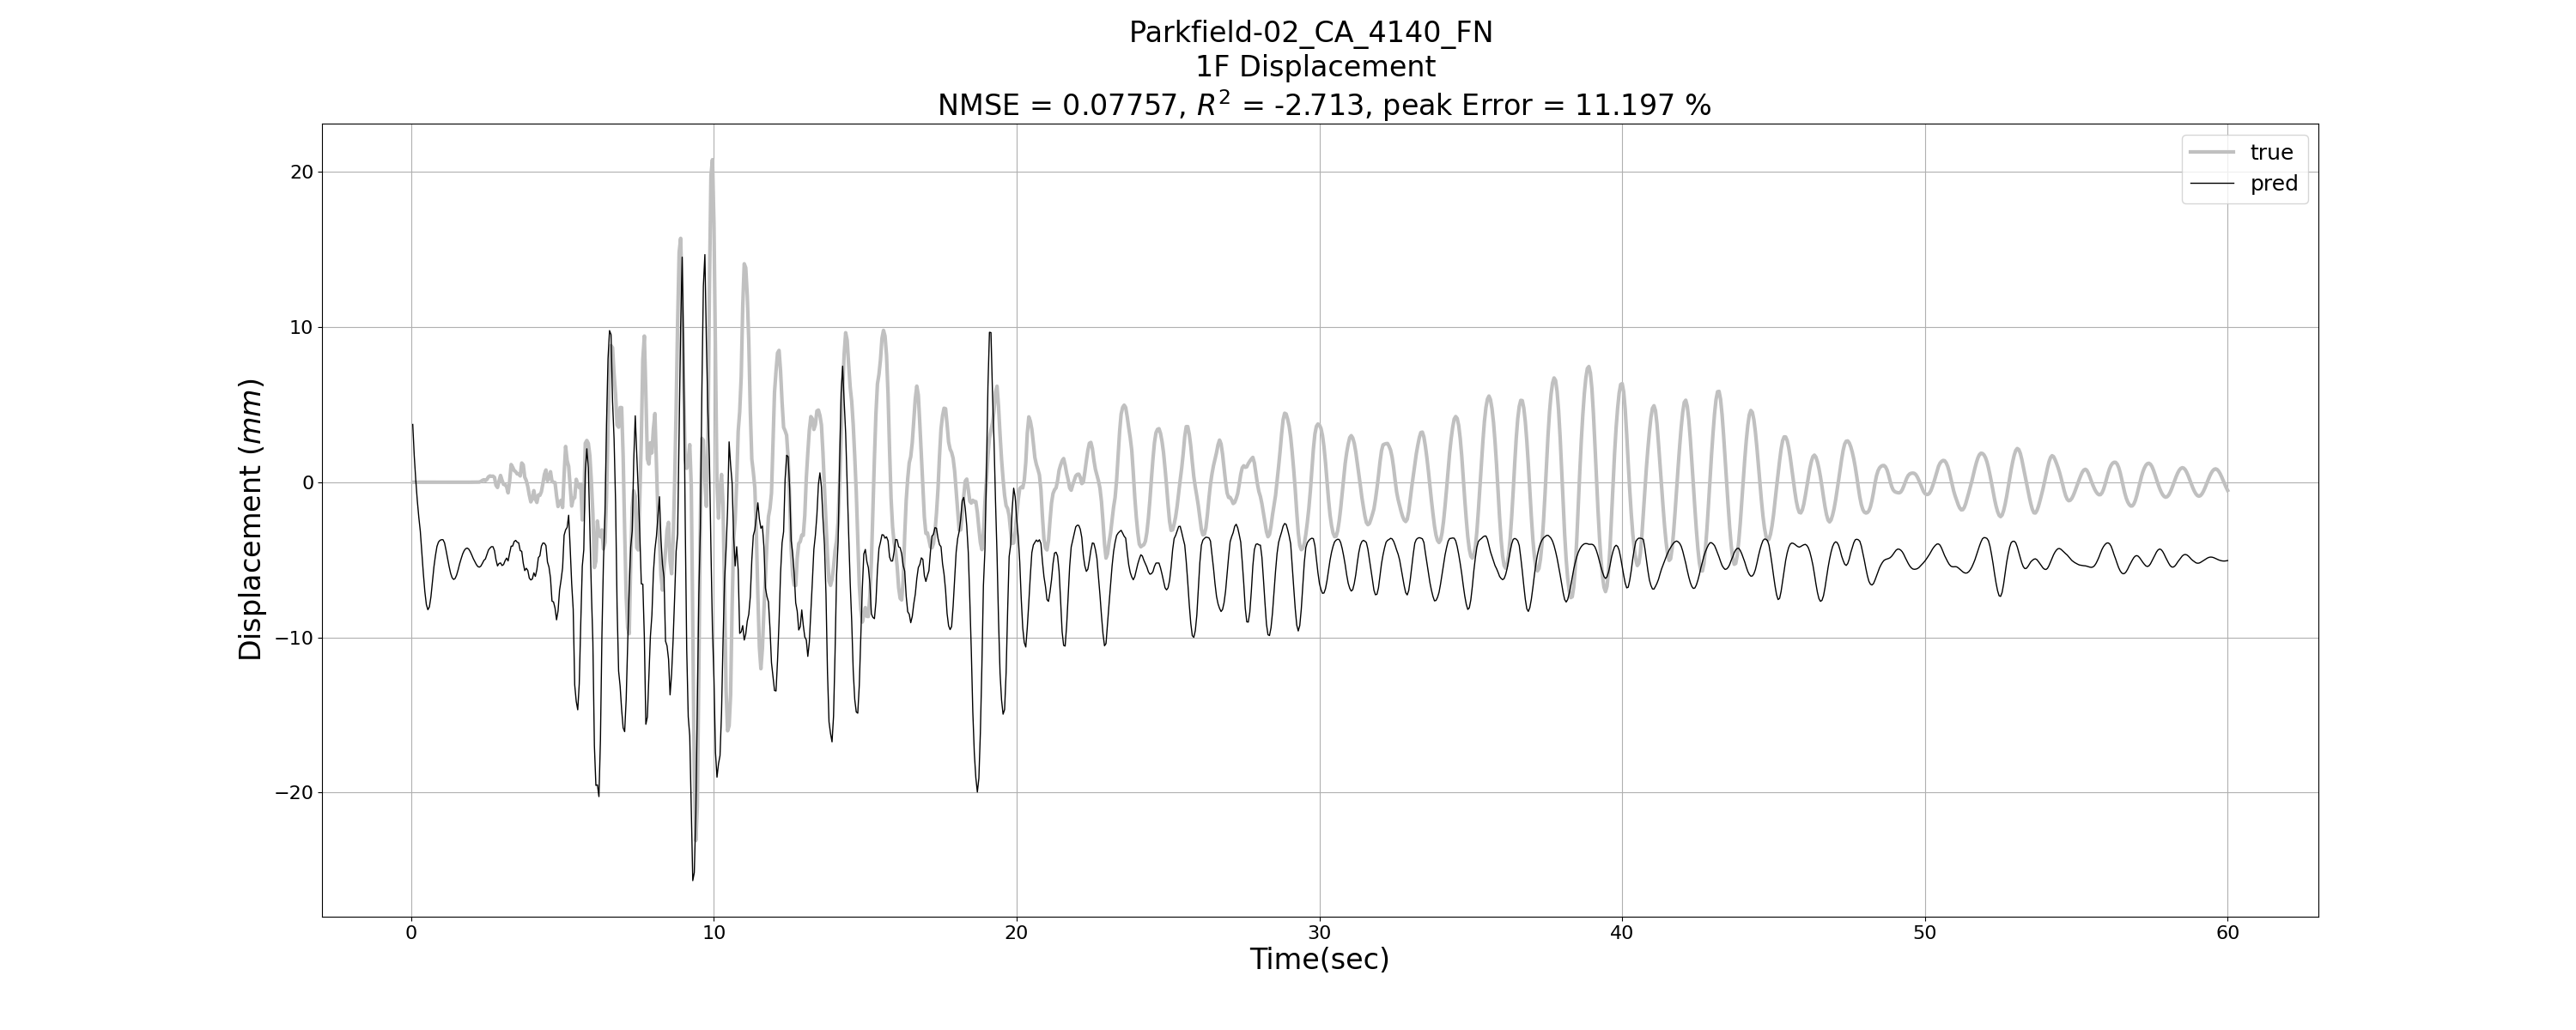 Parkfield-02_CA_4140_FN
1F Displacement
NMSE = 0.07757, R² = -2.713, peak Error = 11.197 %
true
pred
Displacement (mm)
20
10
0
−10
−20
0 10 20 30 40 50 60
Time(sec)